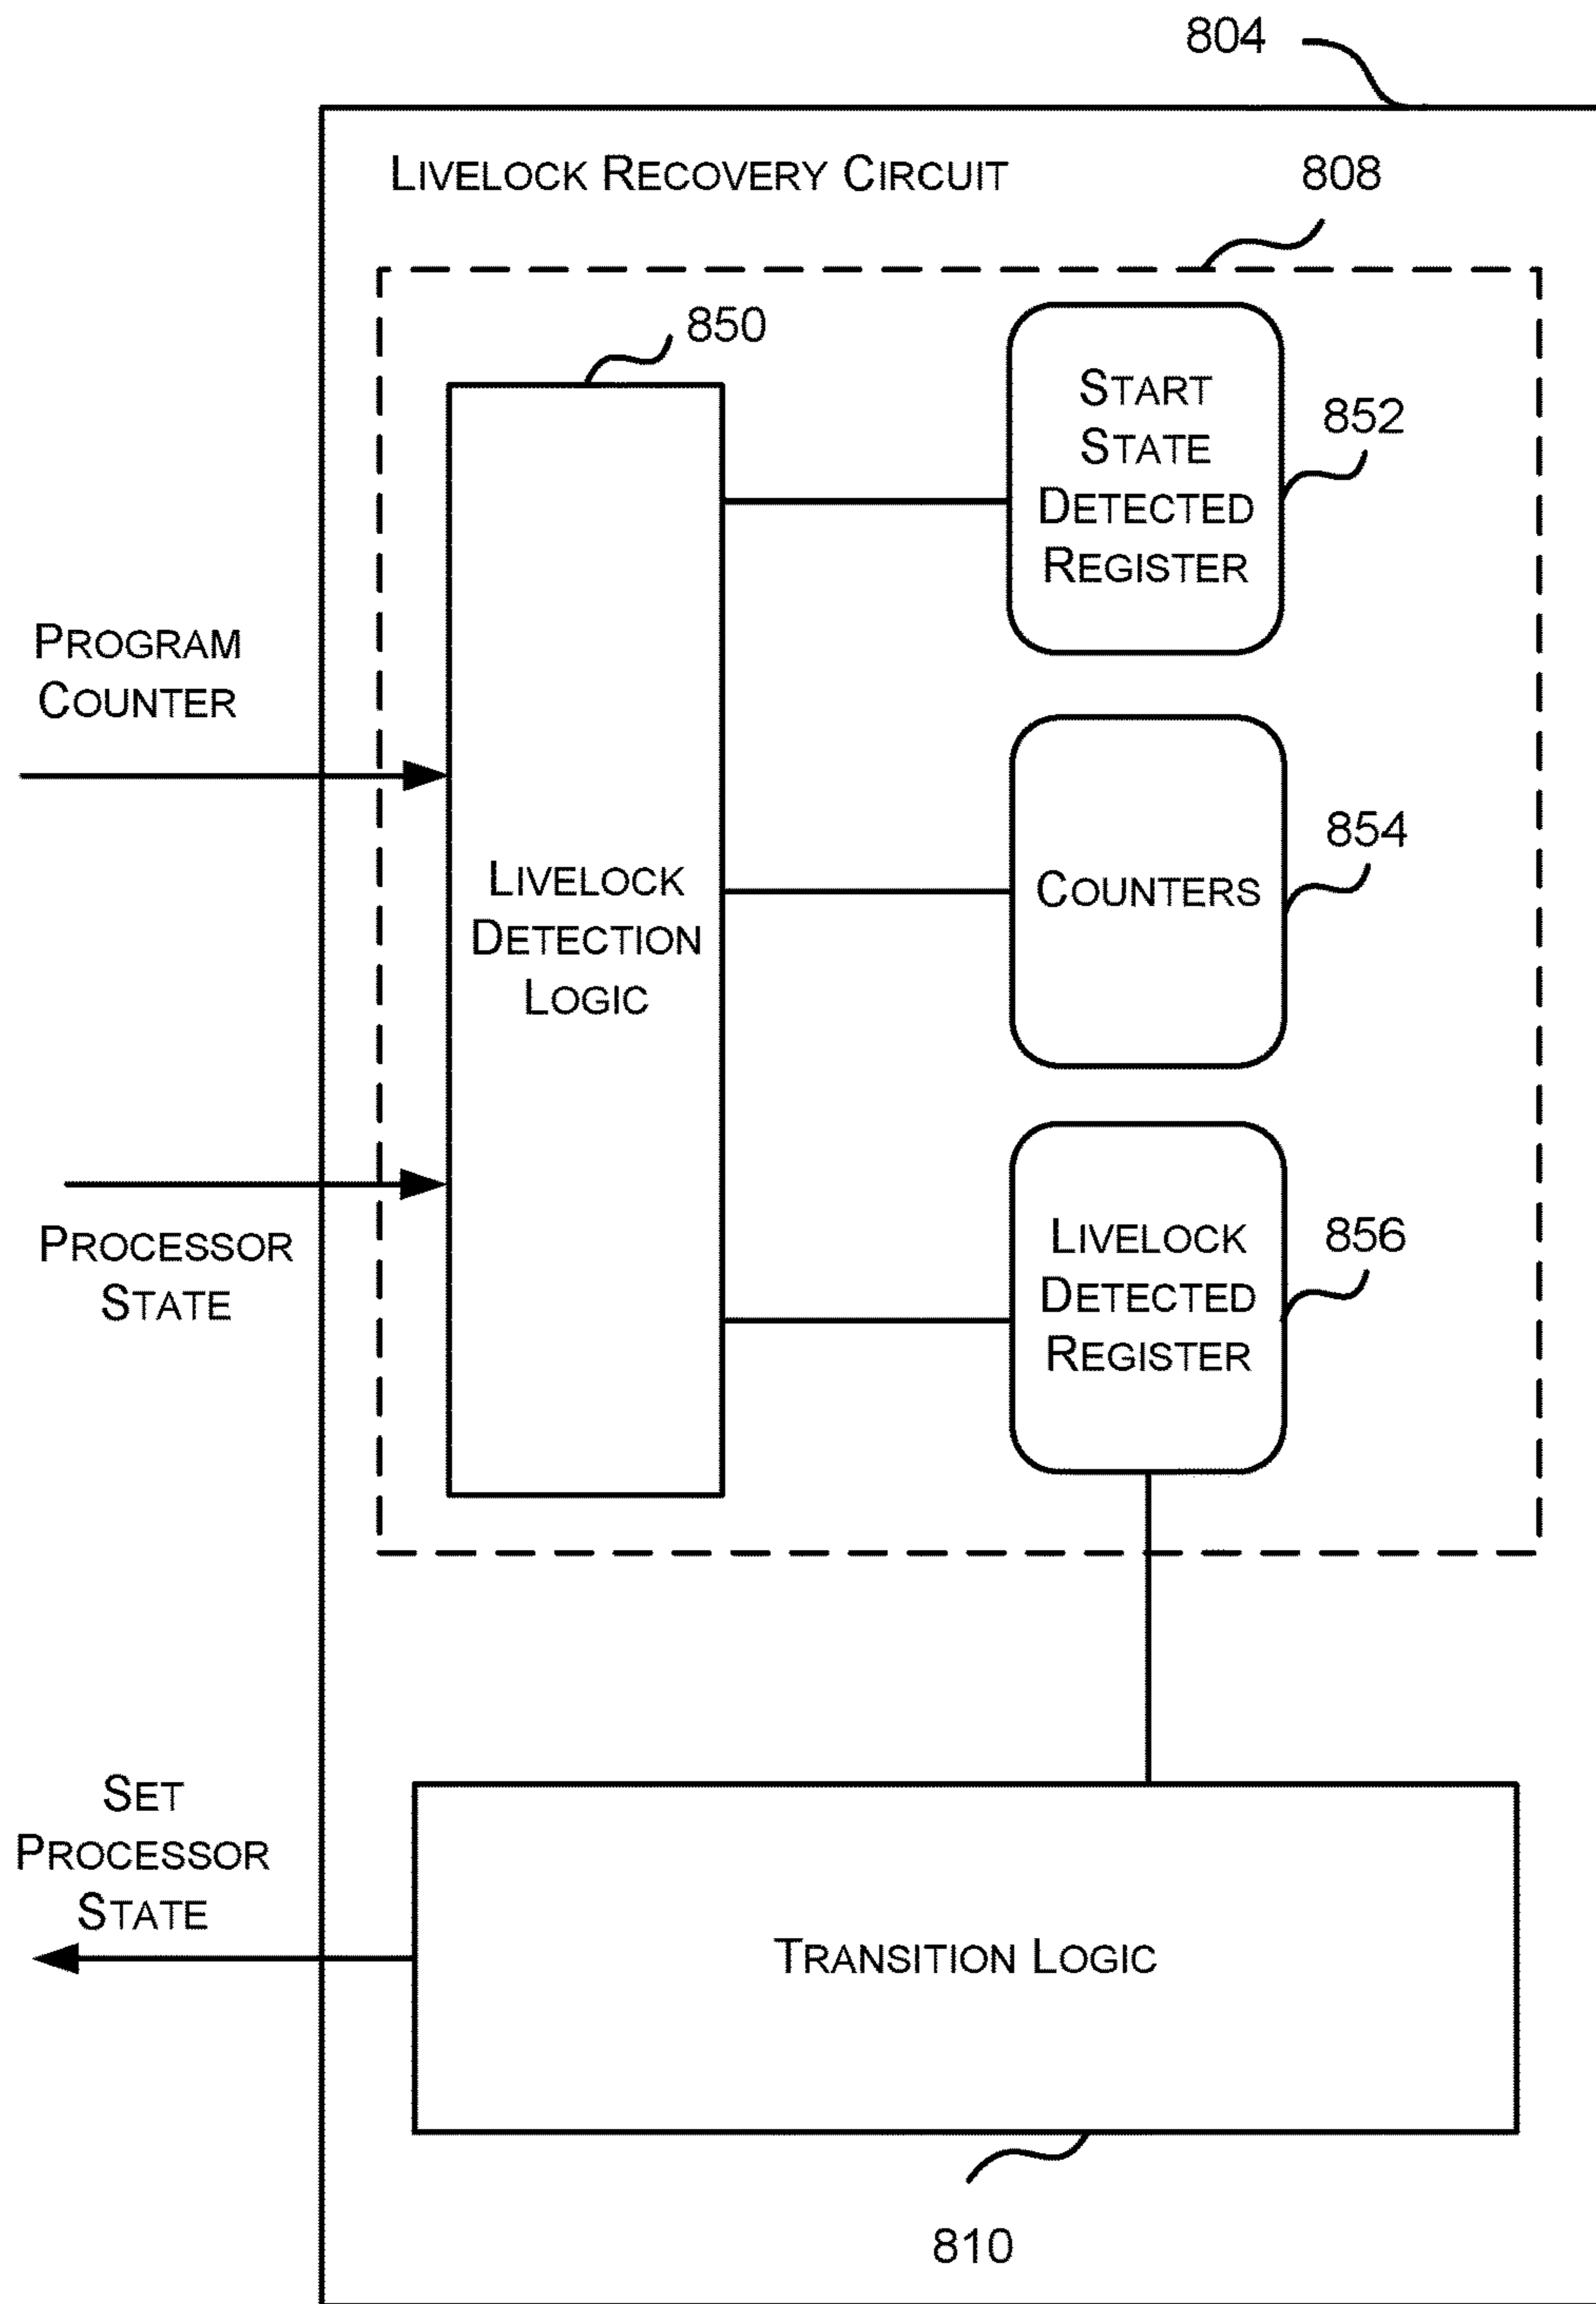 804
LIVELOCK RECOVERY CIRCUIT
808
850
START
STATE
DETECTED
REGISTER
852
PROGRAM
COUNTER
LIVELOCK
DETECTION
LOGIC
COUNTERS
854
PROCESSOR
STATE
LIVELOCK
DETECTED
REGISTER
856
SET
PROCESSOR
STATE
TRANSITION LOGIC
810